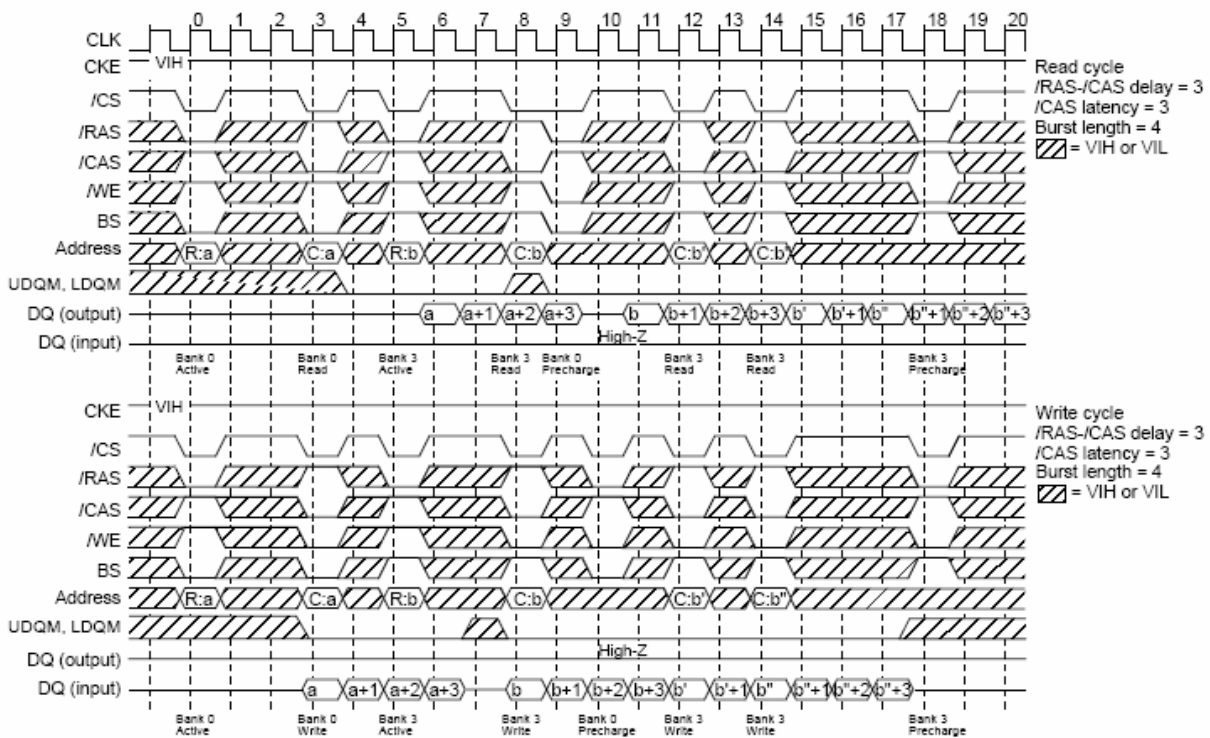 0 1 2 3 4 5 6 7 8 9 10 11 12 13 14 15 16 17 18 19 20
CLK
CKE VIH
/CS
/RAS
/CAS
/WE
BS
Address R:a C:a R:b C:b C:b' C:b"
UDQM, LDQM
DQ (output) a a+1 a+2 a+3 b b+1 b+2 b+3 b' b'+1 b" b"+1 b"+2 b"+3
High-Z
DQ (input)
Bank 0 Bank 0 Bank 3 Bank 3 Bank 0 Bank 3 Bank 3 Bank 3
Active Read Active Read Precharge Read Read Precharge
Read cycle
/RAS-/CAS delay = 3
/CAS latency = 3
Burst length = 4
= VIH or VIL
CKE VIH
/CS
/RAS
/CAS
/WE
BS
Address R:a C:a R:b C:b C:b' C:b"
UDQM, LDQM
High-Z
DQ (output)
DQ (input) a a+1 a+2 a+3 b b+1 b+2 b+3 b' b'+1 b" b"+1 b"+2 b"+3
Bank 0 Bank 0 Bank 3 Bank 3 Bank 0 Bank 3 Bank 3 Bank 3
Active Write Active Write Precharge Write Write Precharge
Write cycle
/RAS-/CAS delay = 3
/CAS latency = 3
Burst length = 4
= VIH or VIL